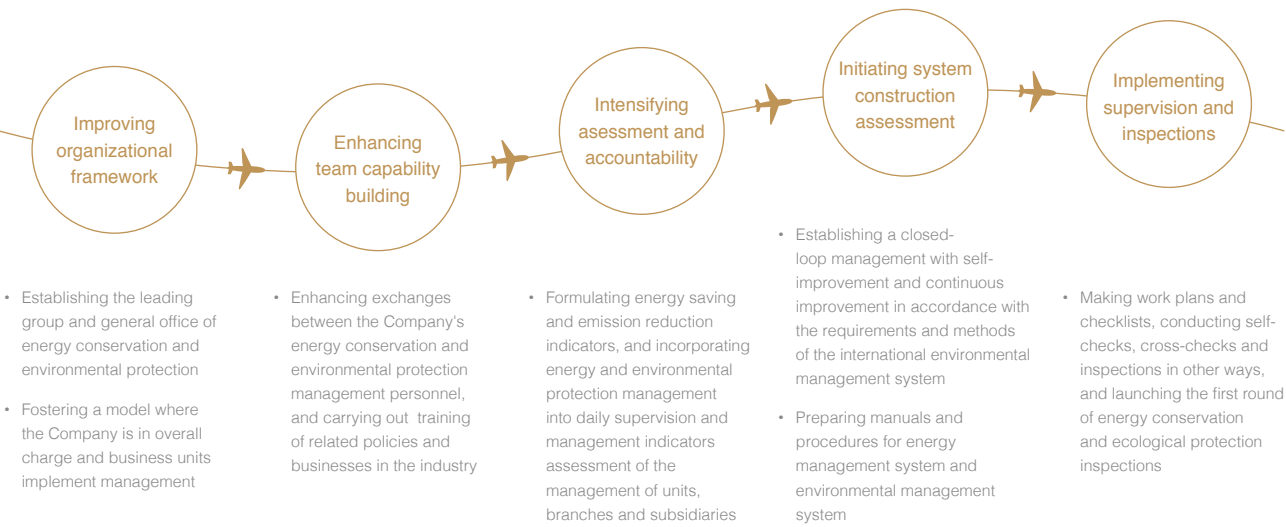 Improving
organizational
framework
Enhancing
team capability
building
Intensifying
asessment and
accountability
Initiating system
construction
assessment
Implementing
supervision and
inspections
• Establishing the leading
group and general office of
energy conservation and
environmental protection
• Fostering a model where
the Company is in overall
charge and business units
implement management
• Enhancing exchanges
between the Company's
energy conservation and
environmental protection
management personnel,
and carrying out training
of related policies and
businesses in the industry
• Formulating energy saving
and emission reduction
indicators, and incorporating
energy and environmental
protection management
into daily supervision and
management indicators
assessment of the
management of units,
branches and subsidiaries
• Establishing a closed-
loop management with self-
improvement and continuous
improvement in accordance with
the requirements and methods
of the international environmental
management system
• Preparing manuals and
procedures for energy
management system and
environmental management
system
• Making work plans and
checklists, conducting self-
checks, cross-checks and
inspections in other ways,
and launching the first round
of energy conservation
and ecological protection
inspections